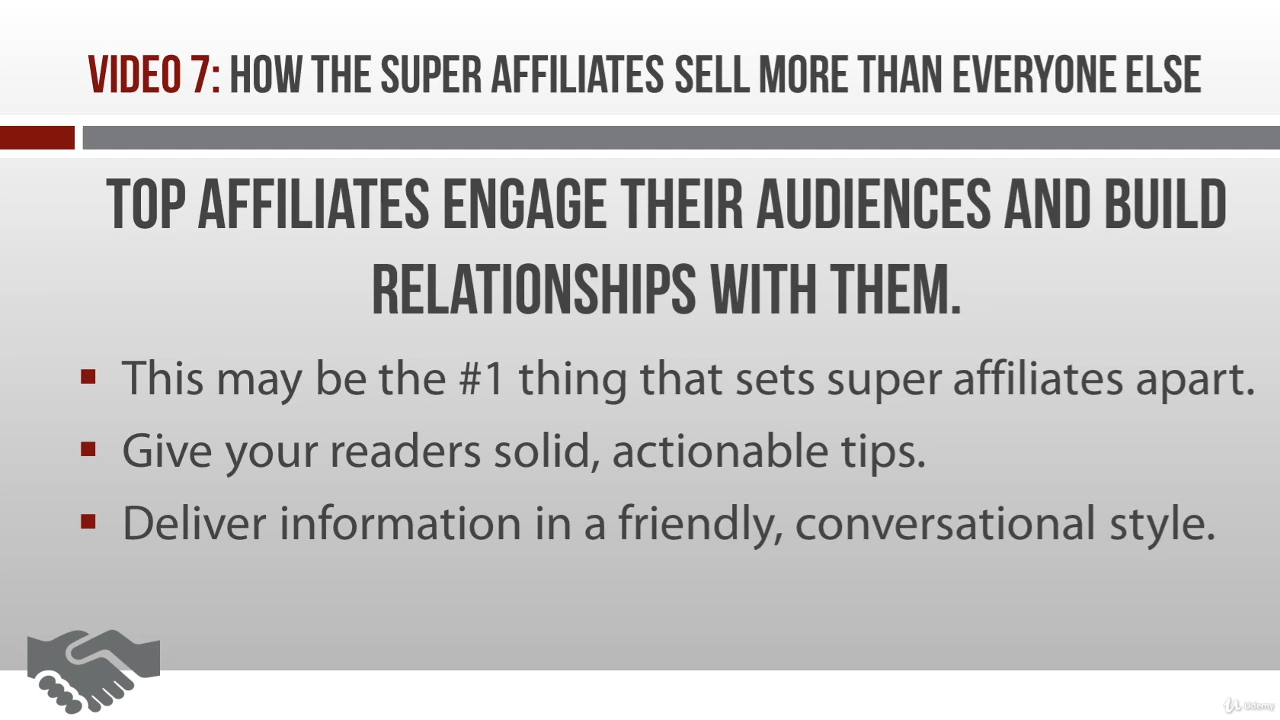 VIDEO 7: HOW THE SUPER AFFILIATES SELL MORE THAN EVERYONE ELSE
TOP AFFILIATES ENGAGE THEIR AUDIENCES AND BUILD
RELATIONSHIPS WITH THEM.
▪ This may be the #1 thing that sets super affiliates apart.
▪ Give your readers solid, actionable tips.
▪ Deliver information in a friendly, conversational style.
Udemy